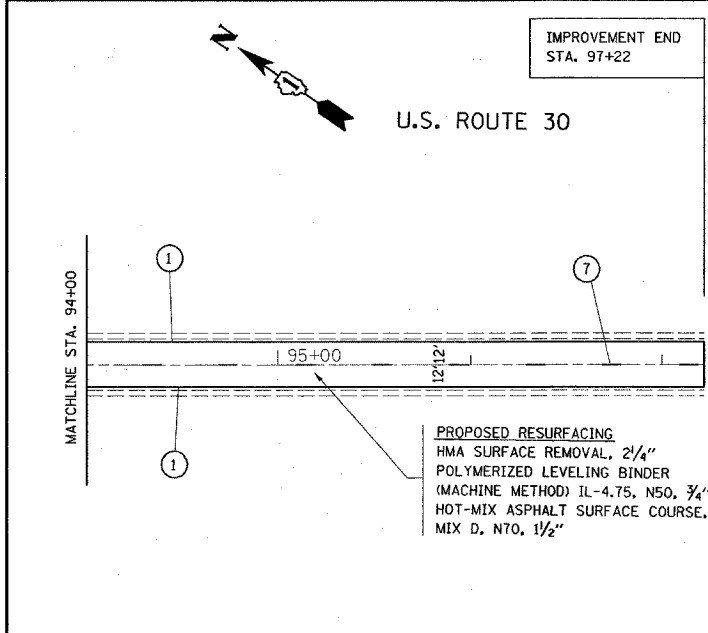 N
IMPROVEMENT END
STA. 97+22
U.S. ROUTE 30
MATCHLINE STA. 94+00
1
7
95+00
12'
12'
1
PROPOSED RESURFACING
HMA SURFACE REMOVAL, 2¼"
POLYMERIZED LEVELING BINDER
(MACHINE METHOD) IL-4.75, N50, ¾"
HOT-MIX ASPHALT SURFACE COURSE,
MIX D, N70, 1½"